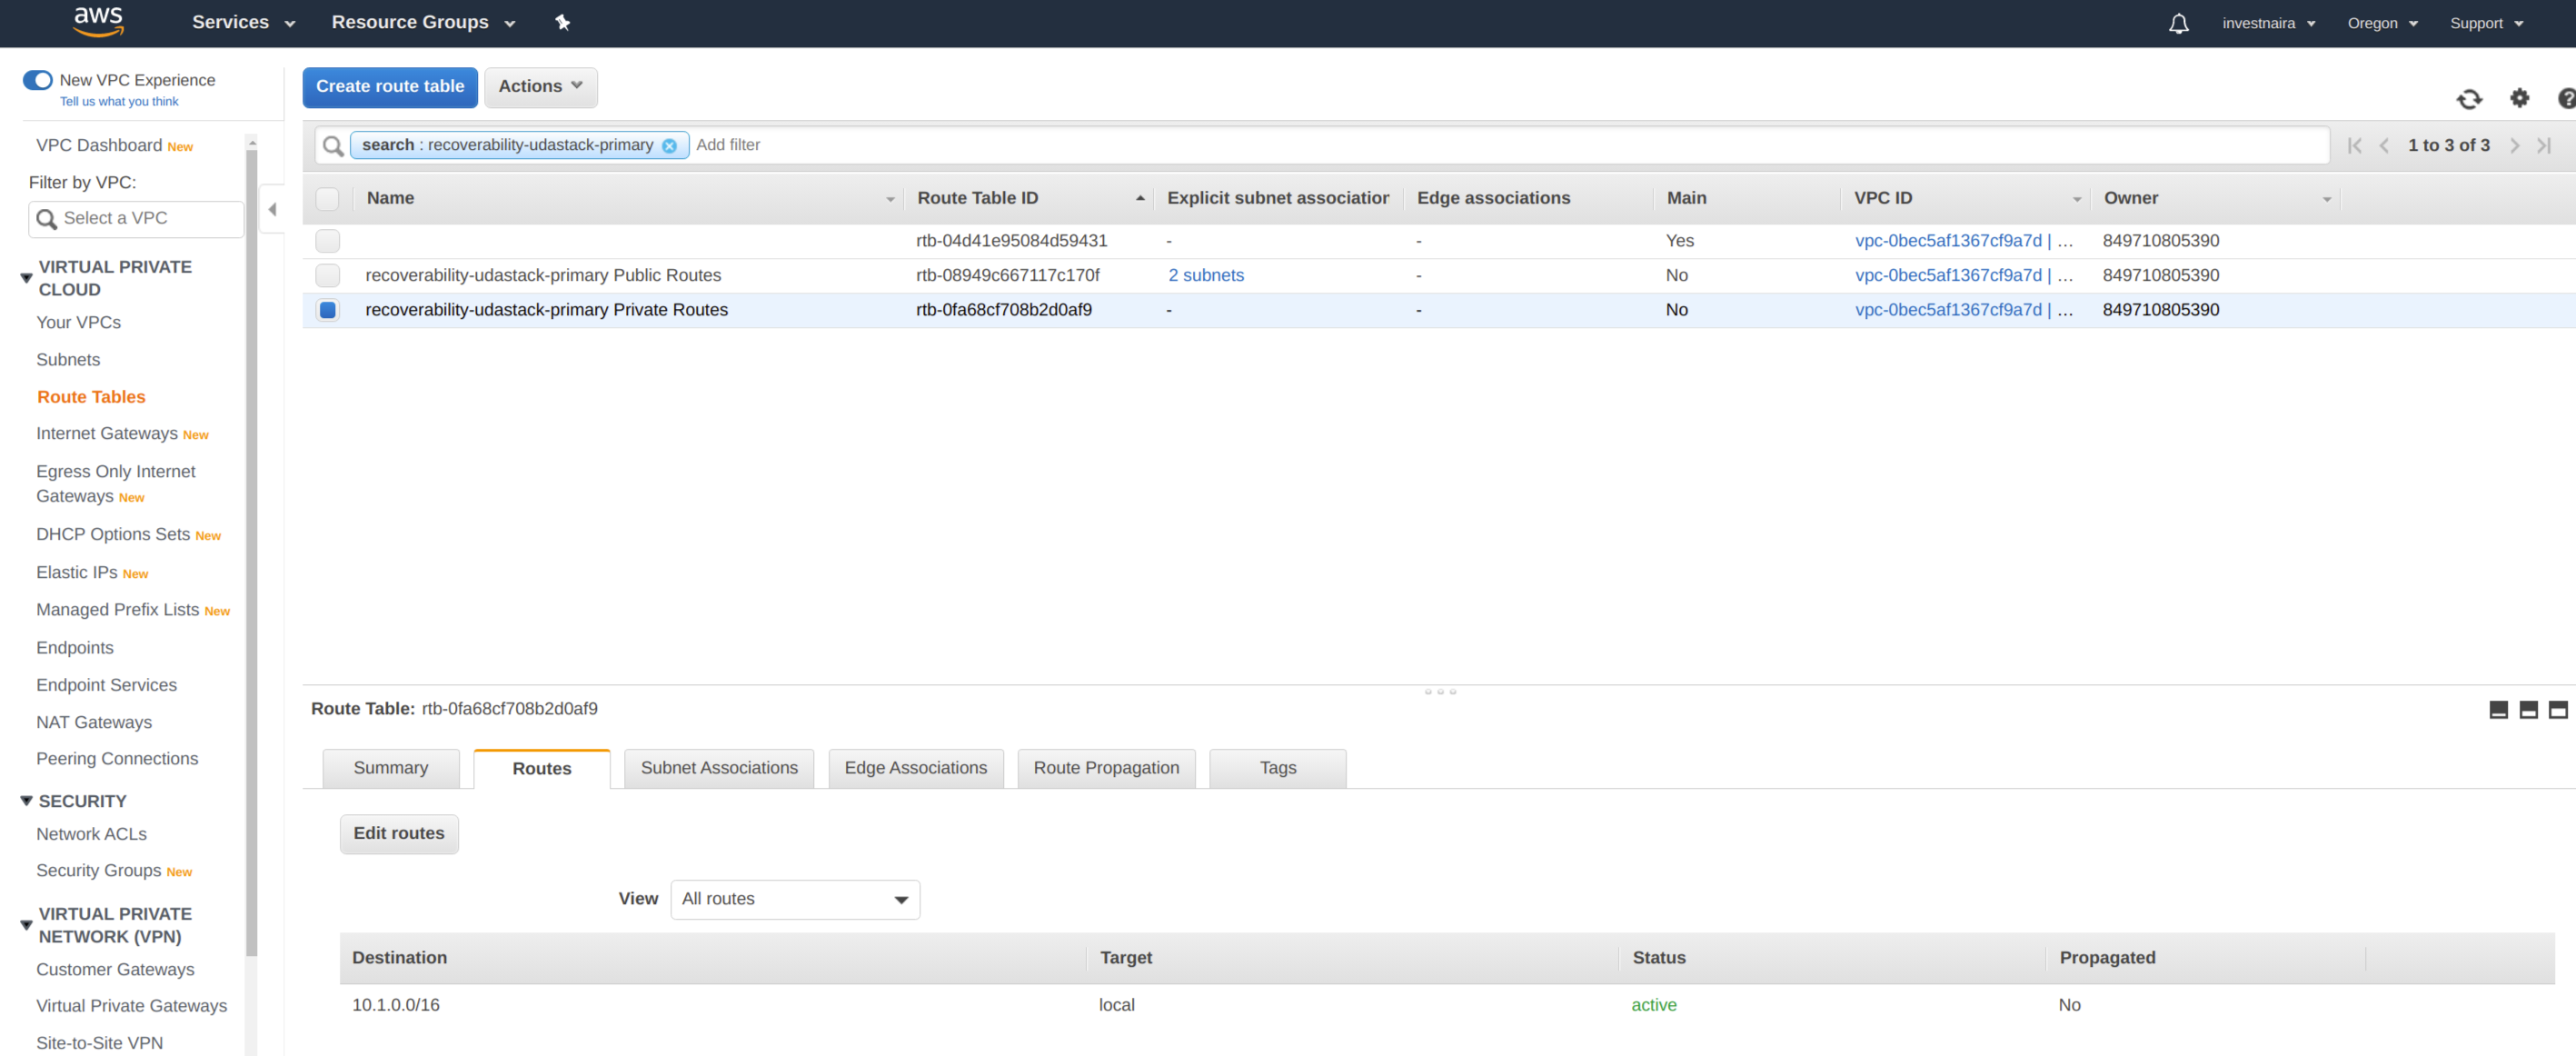 aws Services Resource Groups investnaira Oregon Support
New VPC Experience
Tell us what you think
Create route table Actions
VPC Dashboard New
Filter by VPC:
Select a VPC
VIRTUAL PRIVATE
CLOUD
Your VPCs
Subnets
Route Tables
Internet Gateways New
Egress Only Internet
Gateways New
DHCP Options Sets New
Elastic IPs New
Managed Prefix Lists New
Endpoints
Endpoint Services
NAT Gateways
Peering Connections
SECURITY
Network ACLs
Security Groups New
VIRTUAL PRIVATE
NETWORK (VPN)
Customer Gateways
Virtual Private Gateways
Site-to-Site VPN
search : recoverability-udastack-primary Add filter 1 to 3 of 3
Name Route Table ID Explicit subnet association Edge associations Main VPC ID Owner
rtb-04d41e95084d59431 - - Yes vpc-0bec5af1367cf9a7d | ... 849710805390
recoverability-udastack-primary Public Routes rtb-08949c667117c170f 2 subnets - No vpc-0bec5af1367cf9a7d | ... 849710805390
recoverability-udastack-primary Private Routes rtb-0fa68cf708b2d0af9 - - No vpc-0bec5af1367cf9a7d | ... 849710805390
Route Table: rtb-0fa68cf708b2d0af9
Summary Routes Subnet Associations Edge Associations Route Propagation Tags
Edit routes
View All routes
Destination Target Status Propagated
10.1.0.0/16 local active No